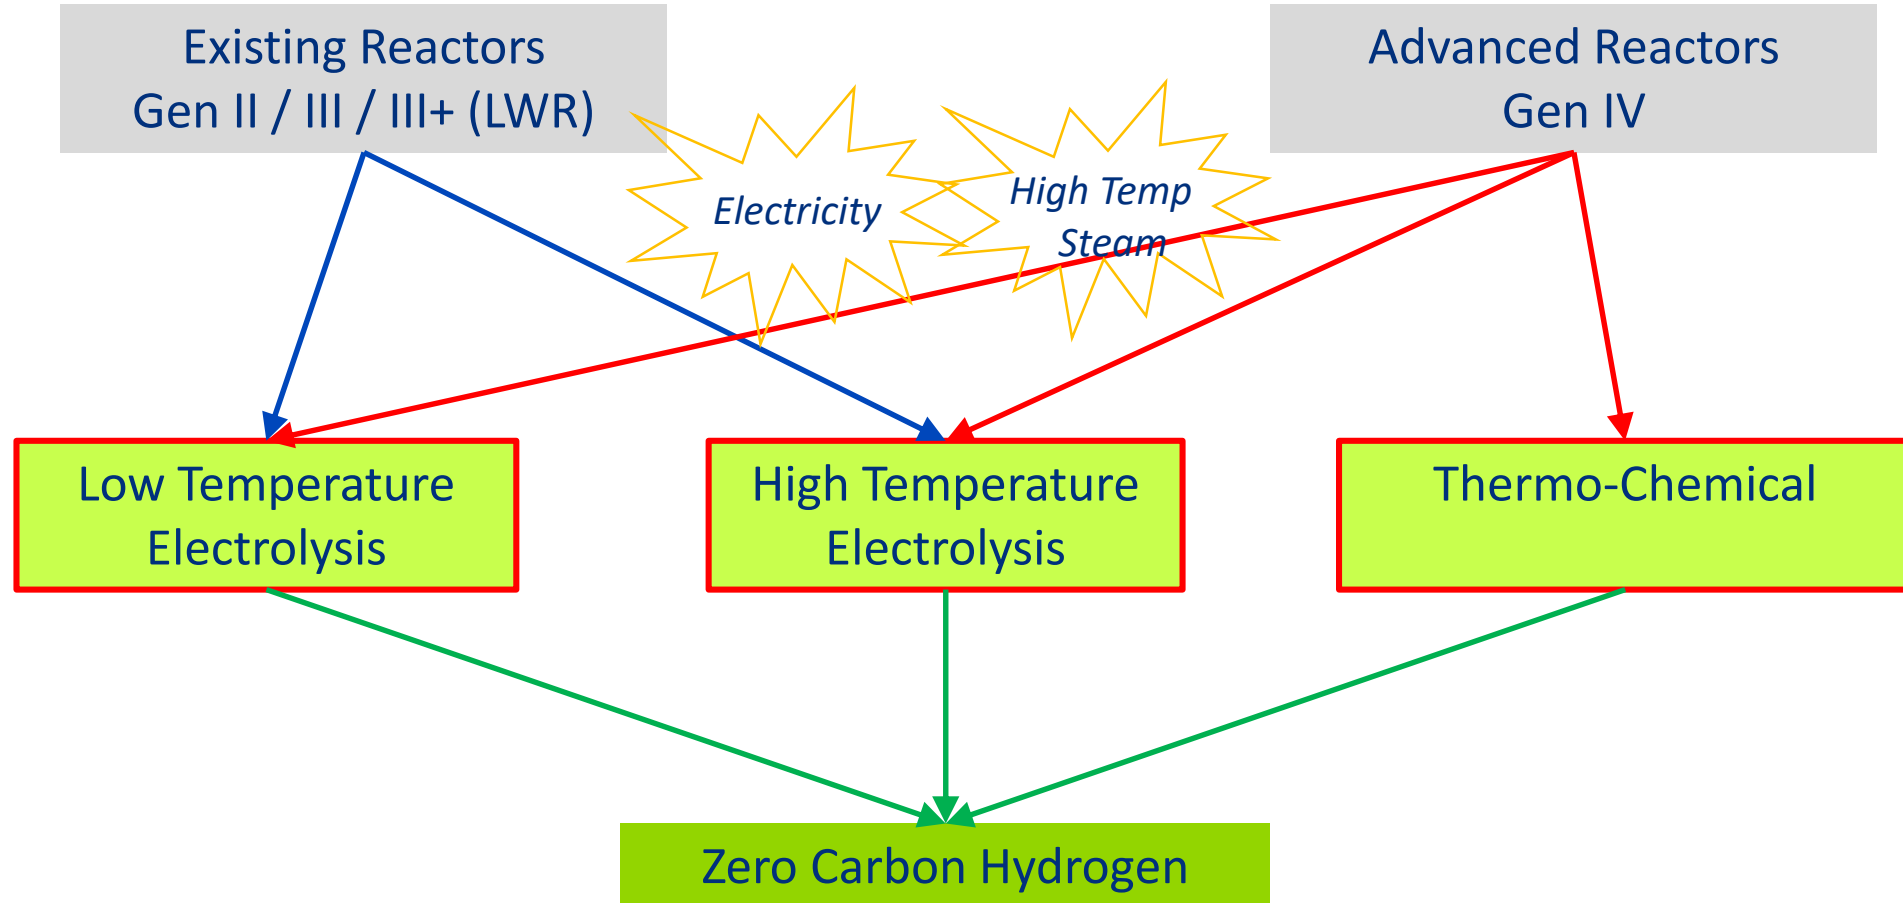 Existing Reactors
Gen II / III / III+ (LWR)
Advanced Reactors
Gen IV
Electricity
High Temp
Steam
Low Temperature
Electrolysis
High Temperature
Electrolysis
Thermo-Chemical
Zero Carbon Hydrogen